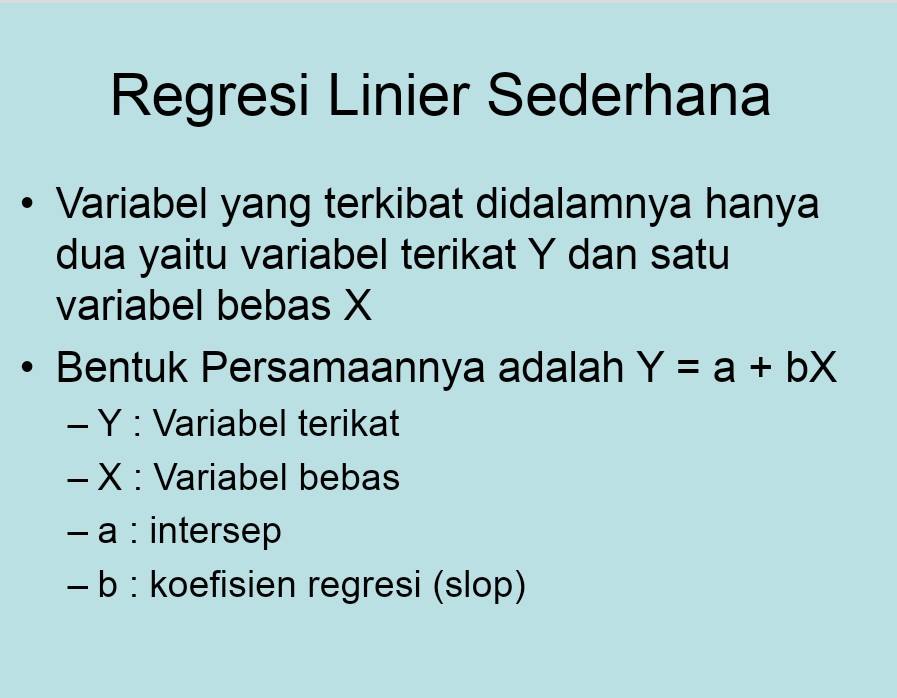 Regresi Linier Sederhana
• Variabel yang terkibat didalamnya hanya
dua yaitu variabel terikat Y dan satu
variabel bebas X
• Bentuk Persamaannya adalah Y = a + bX
– Y : Variabel terikat
– X : Variabel bebas
– a : intersep
– b : koefisien regresi (slop)